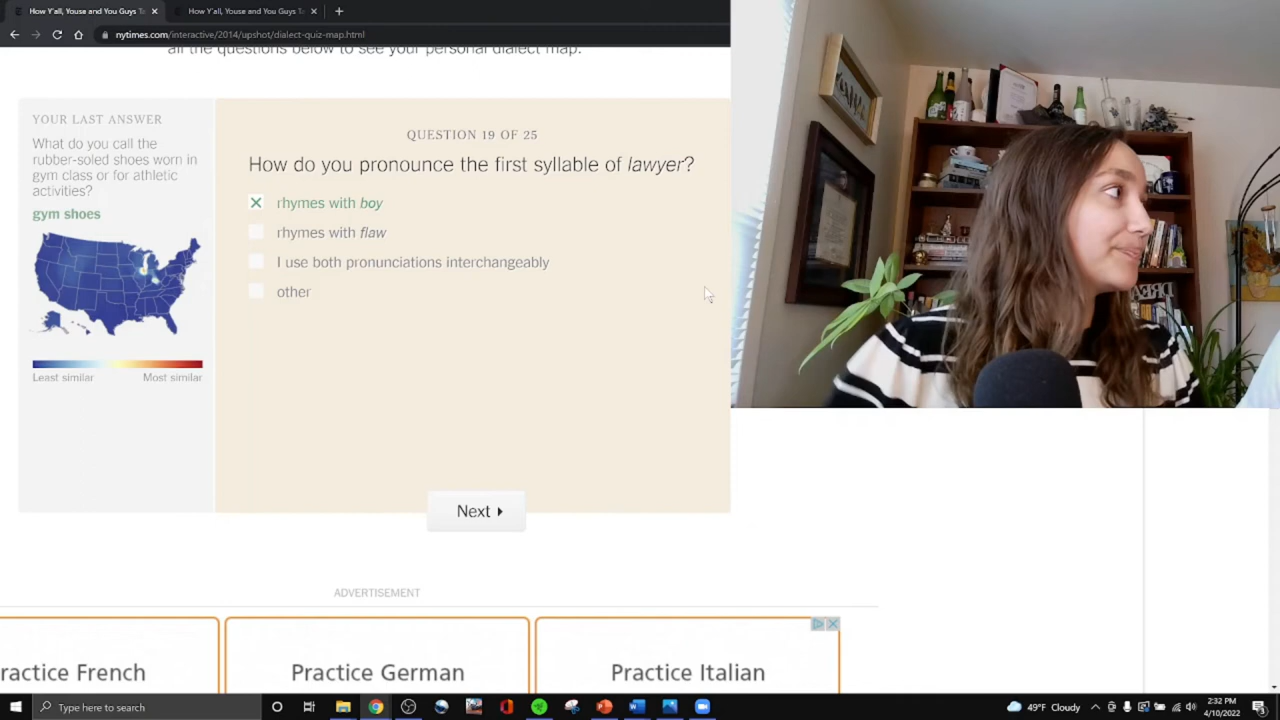 How Y'all, Youse and You Guys Ta
How Y'all, Youse and You Guys Ta
nytimes.com/interactive/2014/upshot/dialect-quiz-map.html
all the questions below to see your personal dialect map.
YOUR LAST ANSWER
What do you call the
rubber-soled shoes worn in
gym class or for athletic
activities?
gym shoes
Least similar
Most similar
QUESTION 19 OF 25
How do you pronounce the first syllable of lawyer?
rhymes with boy
rhymes with flaw
I use both pronunciations interchangeably
other
Next
ADVERTISEMENT
ractice French
Practice German
Practice Italian
Type here to search
49°F Cloudy
2:32 PM
4/10/2022